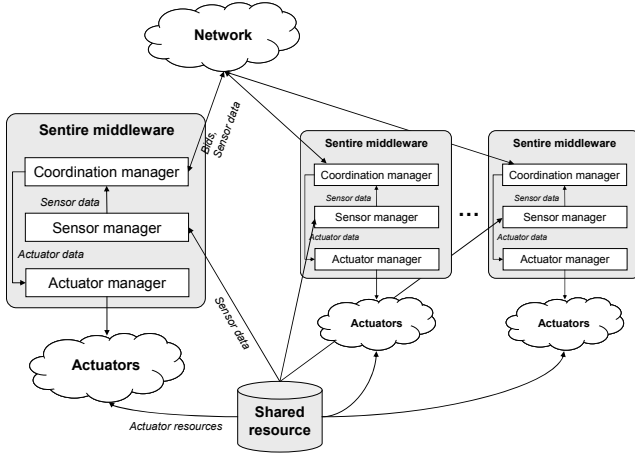 Network
Sentire middleware
Coordination manager
Sensor data
Sensor manager
Actuator data
Actuator manager
Actuators
Bids,
Sensor data
Sentire middleware
Coordination manager
Sensor data
Sensor manager
Actuator data
Actuator manager
Actuators
...
Sentire middleware
Coordination manager
Sensor data
Sensor manager
Actuator data
Actuator manager
Actuators
Sensor data
Shared
resource
Actuator resources